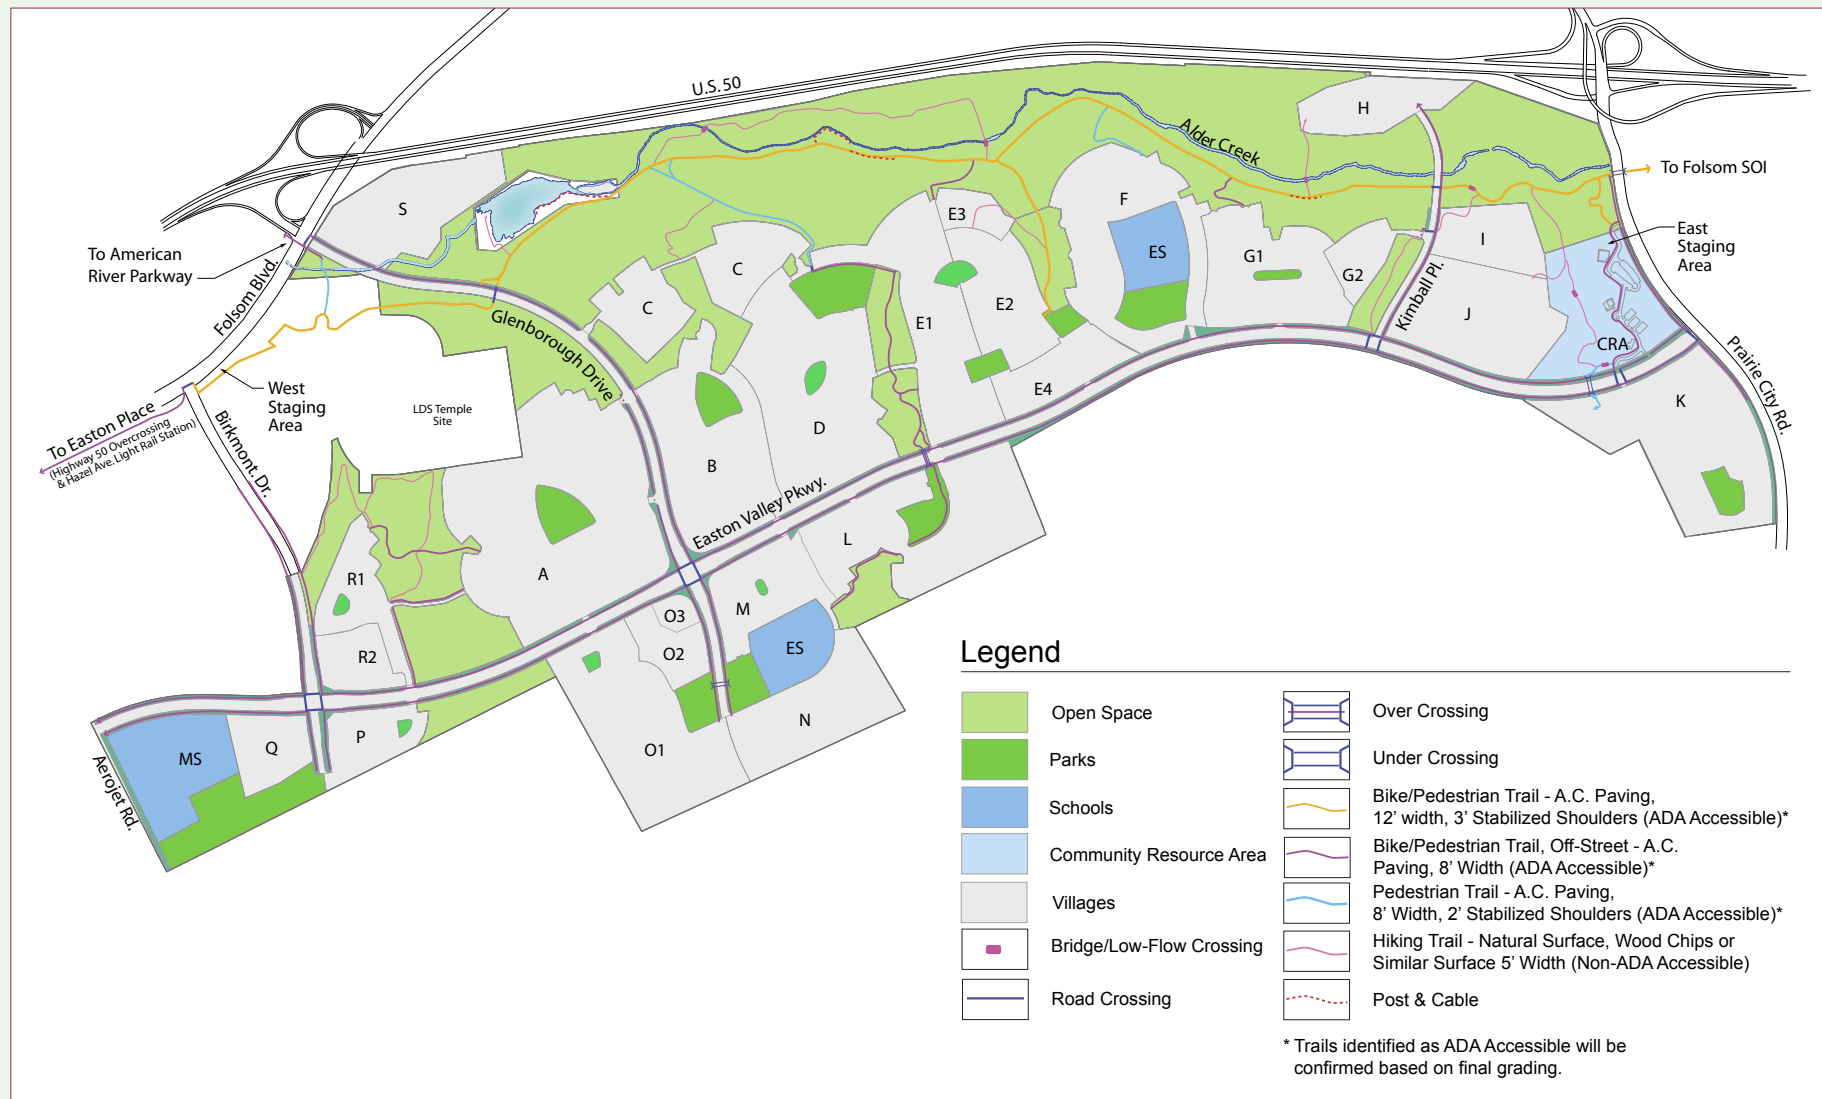 U.S. 50
H
Alder Creek
To Folsom SOI
S
F
E3
East
Staging
Area
I
To American
River Parkway
ES
G1
G2
C
C
Folsom Blvd.
E2
Kimball Pl.
J
Glenborough Drive
E1
CRA
Prairie City Rd.
West
Staging
Area
LDS Temple
Site
E4
K
To Easton Place
(Highway 50 Overcrossing
& Hazel Ave. Light Rail Station)
Birkmont Dr.
D
B
Easton Valley Pkwy.
L
A
R1
M
O3
R2
O2
ES
N
P
Q
O1
MS
Aerojet Rd.
Legend
Open Space
Parks
Schools
Community Resource Area
Villages
Bridge/Low-Flow Crossing
Road Crossing
Over Crossing
Under Crossing
Bike/Pedestrian Trail - A.C. Paving,
12' width, 3' Stabilized Shoulders (ADA Accessible)*
Bike/Pedestrian Trail, Off-Street - A.C.
Paving, 8' Width (ADA Accessible)*
Pedestrian Trail - A.C. Paving,
8' Width, 2' Stabilized Shoulders (ADA Accessible)*
Hiking Trail - Natural Surface, Wood Chips or
Similar Surface 5' Width (Non-ADA Accessible)
Post & Cable
* Trails identified as ADA Accessible will be
confirmed based on final grading.